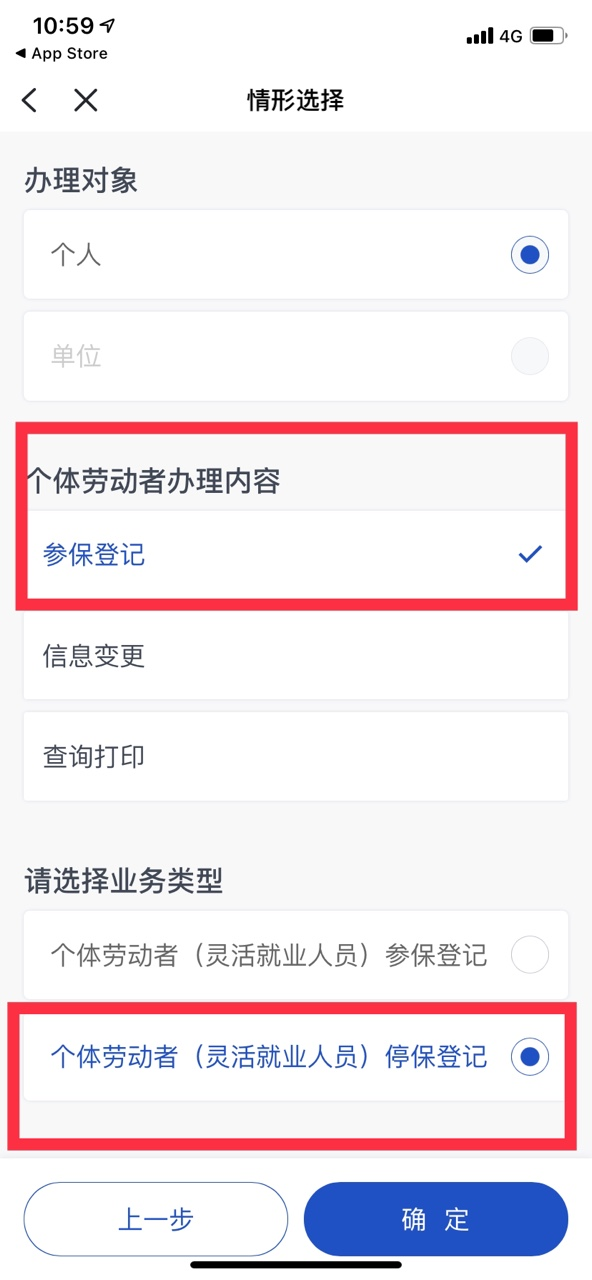 10:59
4G
App Store
情形选择
办理对象
个人
单位
个体劳动者办理内容
参保登记
信息变更
查询打印
请选择业务类型
个体劳动者（灵活就业人员）参保登记
个体劳动者（灵活就业人员）停保登记
上一步
确 定